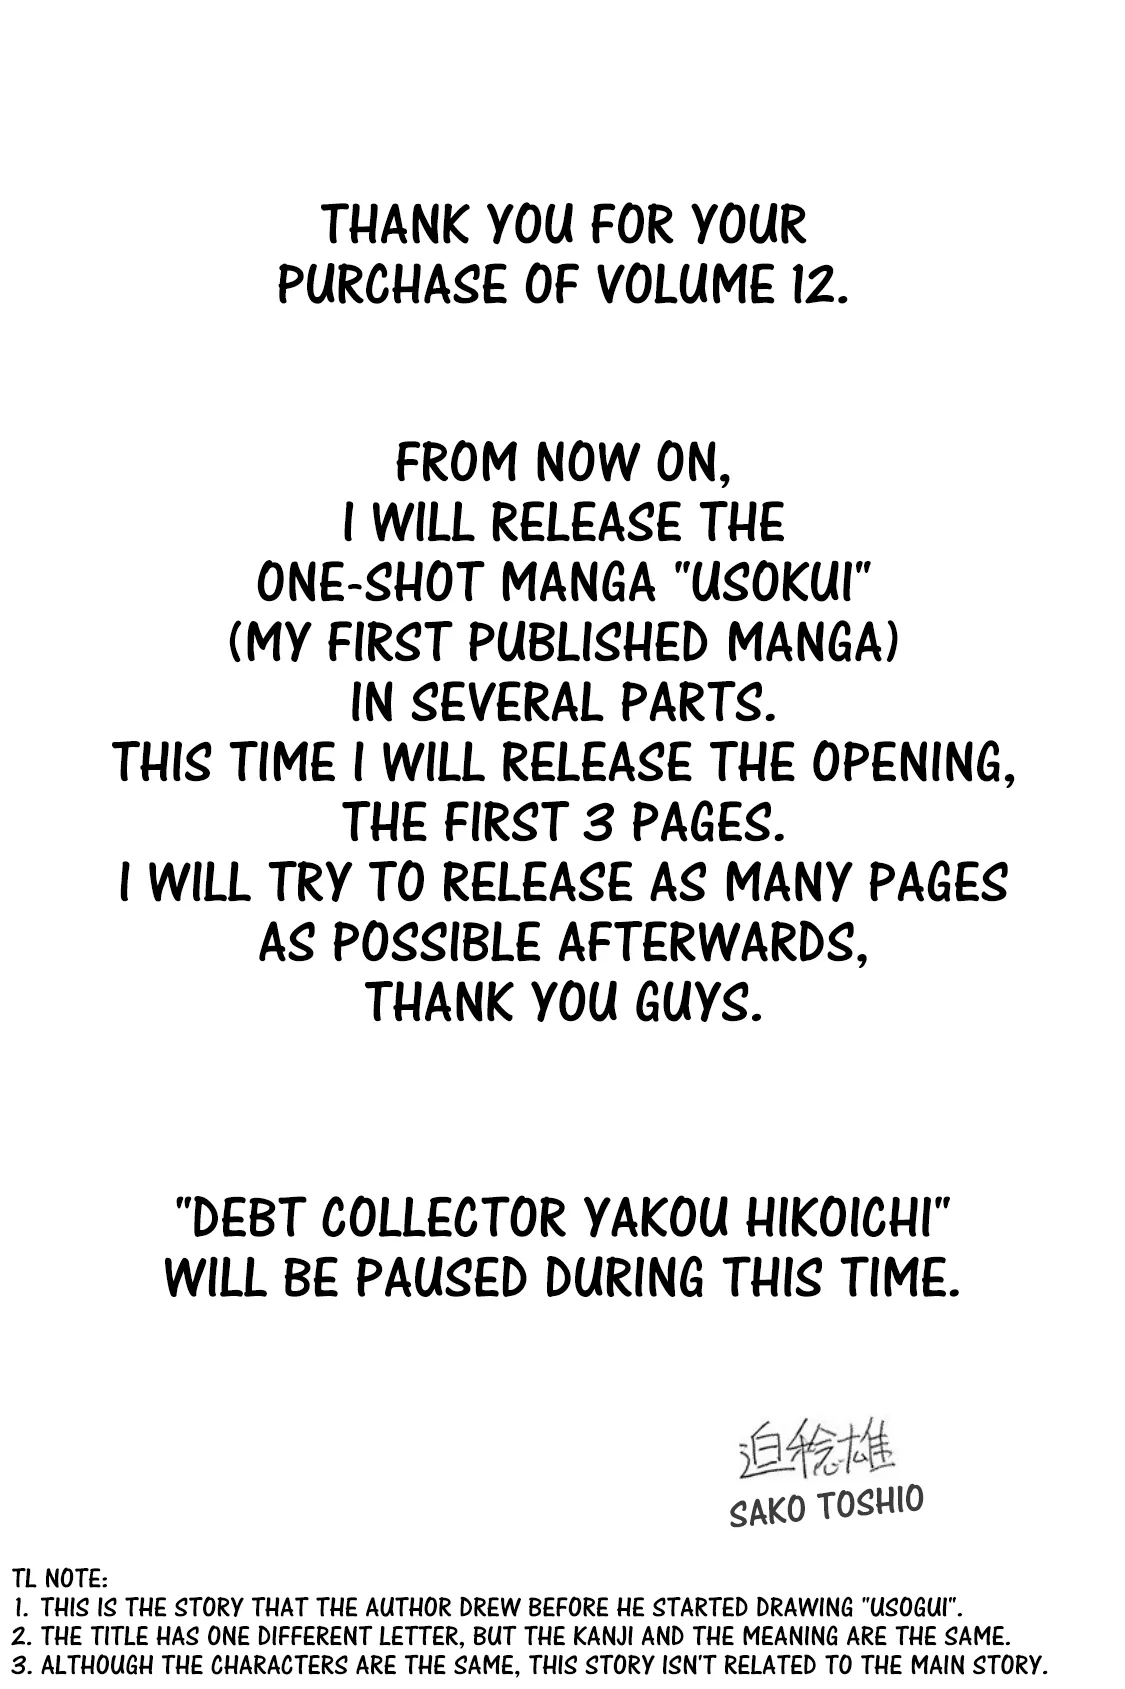 THANK YOU FOR YOUR
PURCHASE OF VOLUME 12.
FROM NOW ON,
I WILL RELEASE THE
ONE-SHOT MANGA "USOKUI"
(MY FIRST PUBLISHED MANGA)
IN SEVERAL PARTS.
THIS TIME I WILL RELEASE THE OPENING,
THE FIRST 3 PAGES.
I WILL TRY TO RELEASE AS MANY PAGES
AS POSSIBLE AFTERWARDS,
THANK YOU GUYS.
"DEBT COLLECTOR YAKOU HIKOICHI"
WILL BE PAUSED DURING THIS TIME.
迫稔雄
SAKO TOSHIO
TL NOTE:
1. THIS IS THE STORY THAT THE AUTHOR DREW BEFORE HE STARTED DRAWING "USOGUI".
2. THE TITLE HAS ONE DIFFERENT LETTER, BUT THE KANJI AND THE MEANING ARE THE SAME.
3. ALTHOUGH THE CHARACTERS ARE THE SAME, THIS STORY ISN'T RELATED TO THE MAIN STORY.